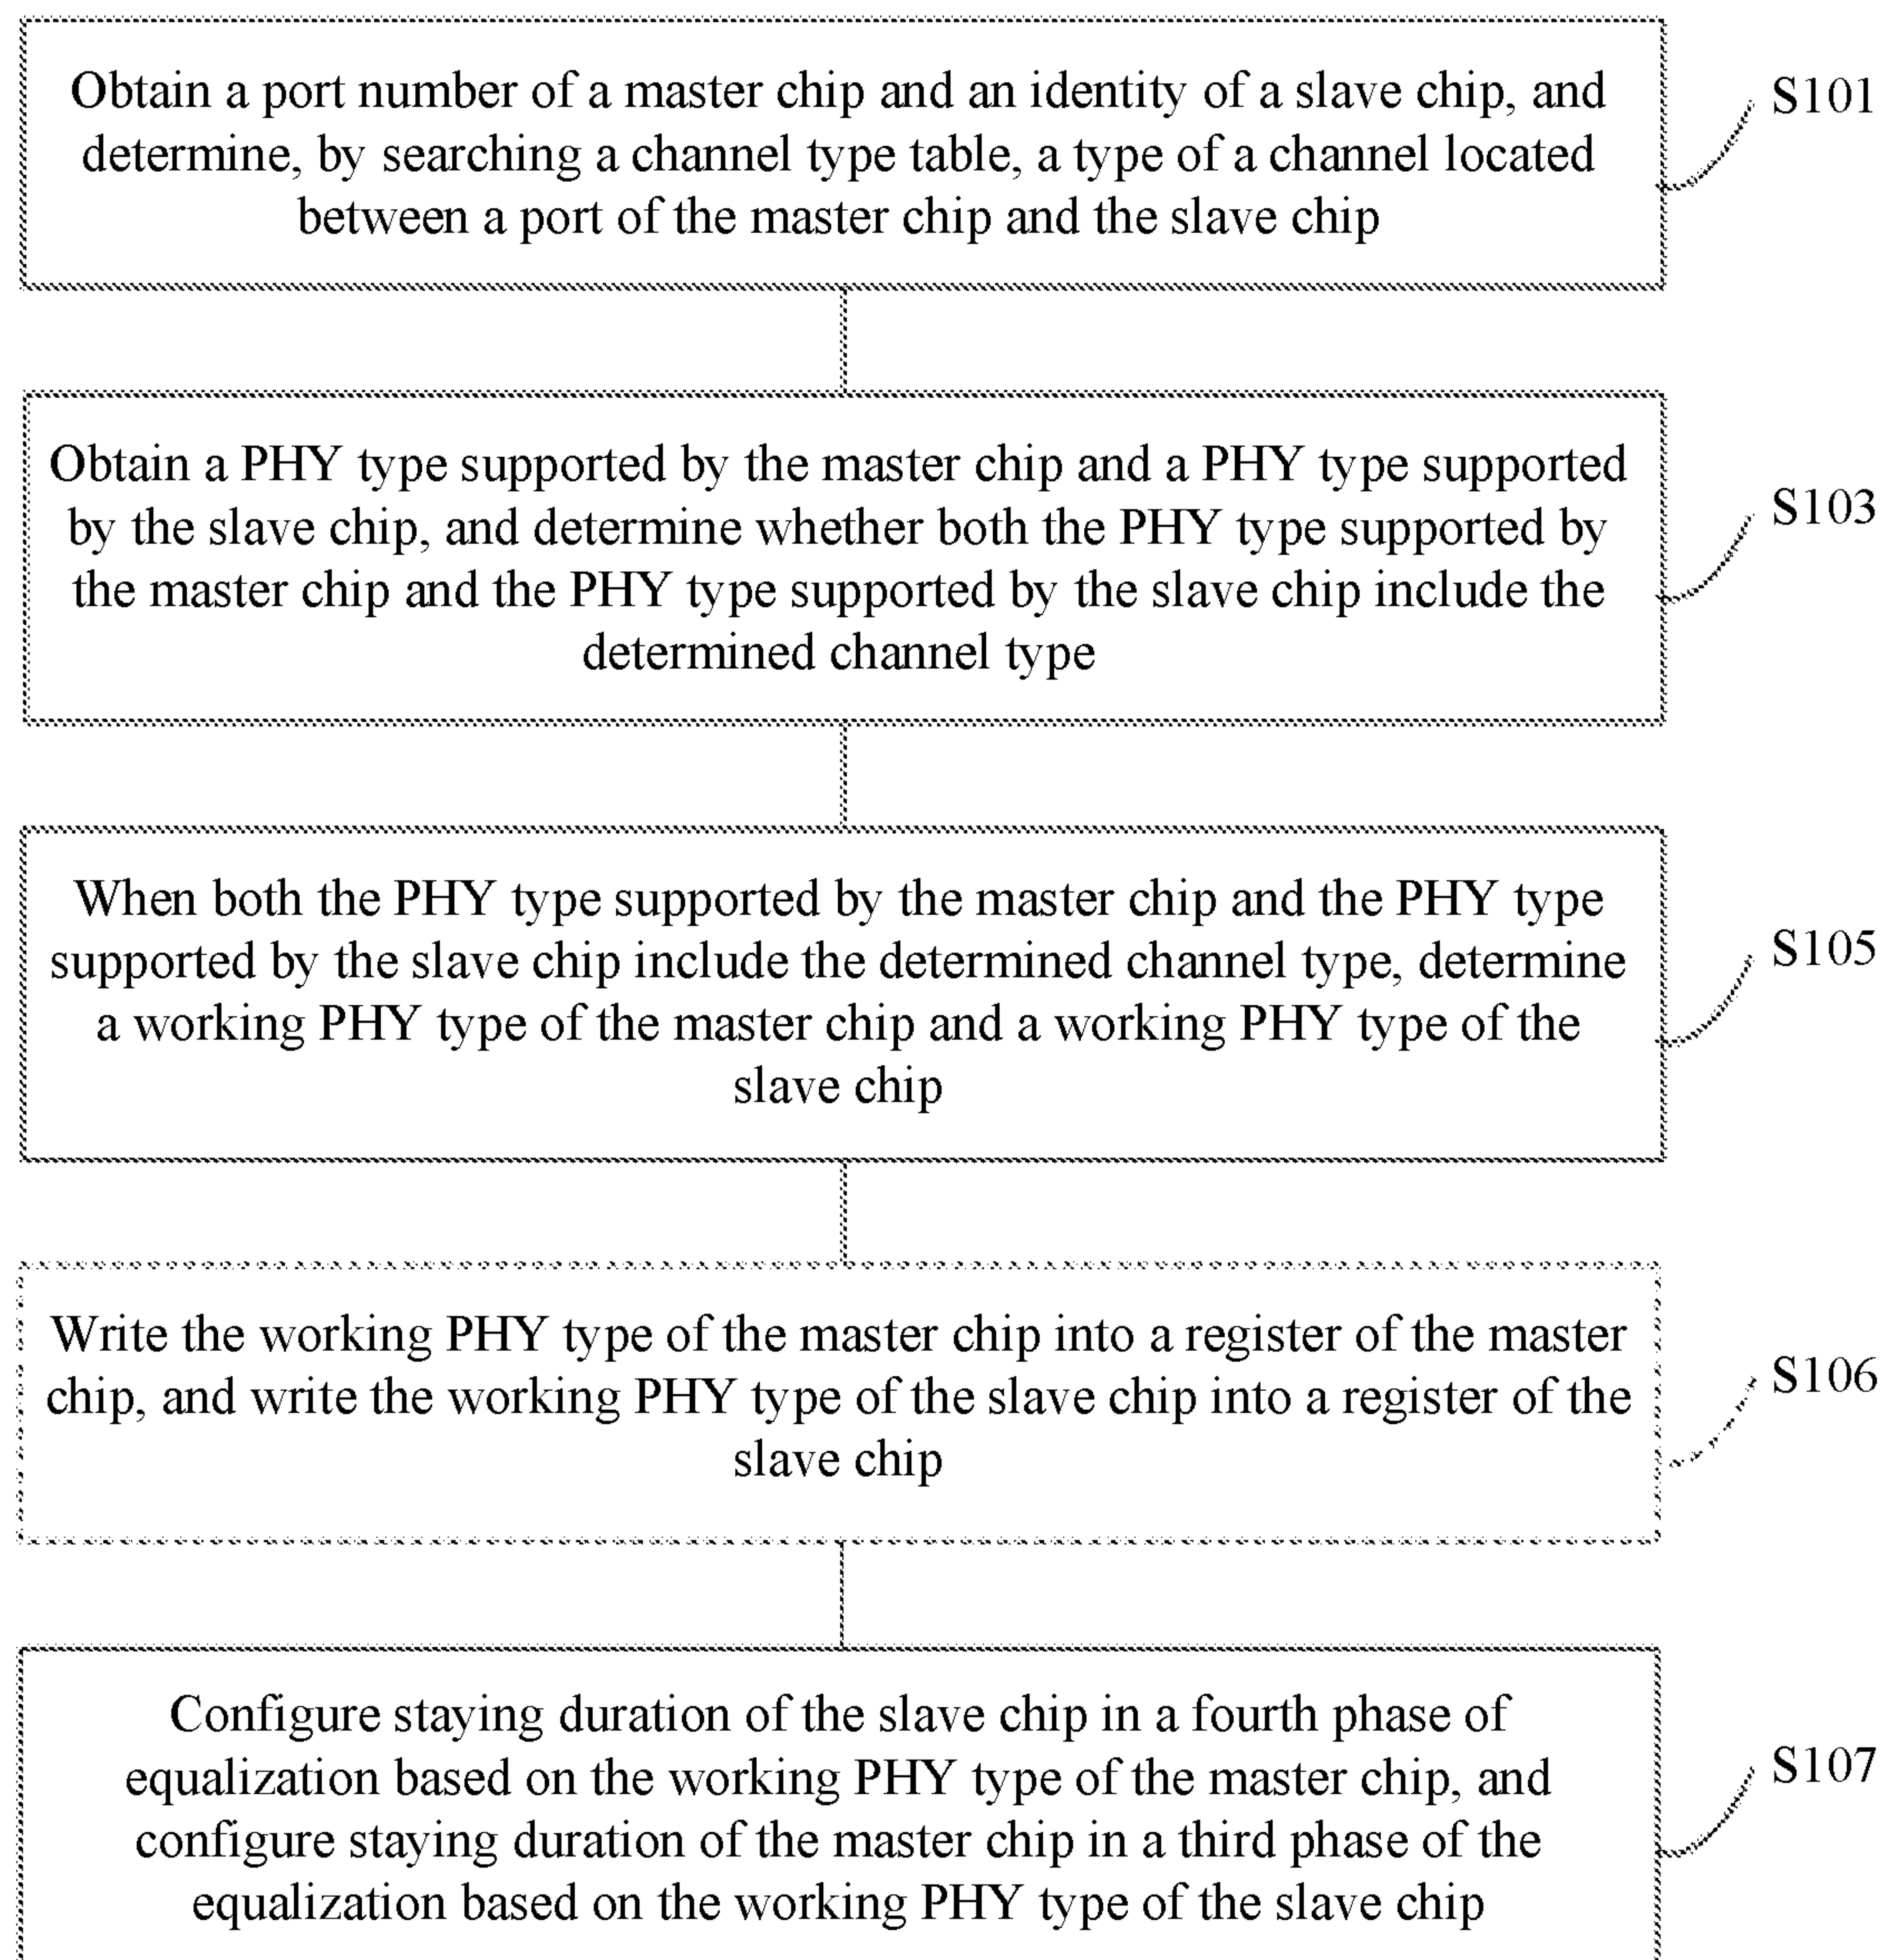 Obtain a port number of a master chip and an identity of a slave chip, and
determine, by searching a channel type table, a type of a channel located
between a port of the master chip and the slave chip
S101
Obtain a PHY type supported by the master chip and a PHY type supported
by the slave chip, and determine whether both the PHY type supported by
the master chip and the PHY type supported by the slave chip include the
determined channel type
S103
When both the PHY type supported by the master chip and the PHY type
supported by the slave chip include the determined channel type, determine
a working PHY type of the master chip and a working PHY type of the
slave chip
S105
Write the working PHY type of the master chip into a register of the master
chip, and write the working PHY type of the slave chip into a register of the
slave chip
S106
Configure staying duration of the slave chip in a fourth phase of
equalization based on the working PHY type of the master chip, and
configure staying duration of the master chip in a third phase of the
equalization based on the working PHY type of the slave chip
S107